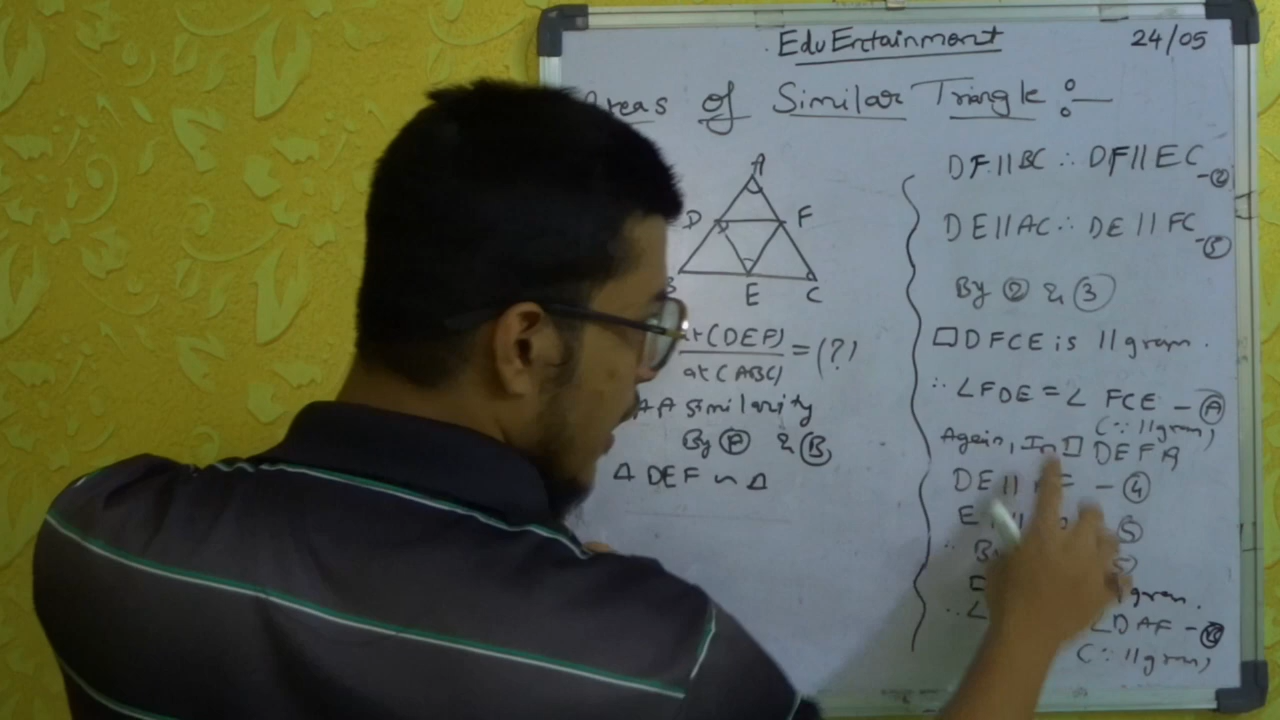 EduEntainment
24/05
Areas of Similar Triangle :-
A
D F
E C
ar(DEF)
ar(ABC)
= (?)
AA similarity
By Ⓐ & Ⓑ
Δ DEF ~ Δ
DF∥BC ∴ DF∥EC -②
DE∥AC ∴ DE∥FC -③
By ② & ③
□ DFCE is ∥gram.
∴ ∠FDE = ∠FCE -Ⓐ
(∵ ∥gram)
Again, In □ DEFA
DE∥ -④
⑤
∥gram.
∴ ∠ ∠DAF -Ⓑ
(∵ ∥gram)